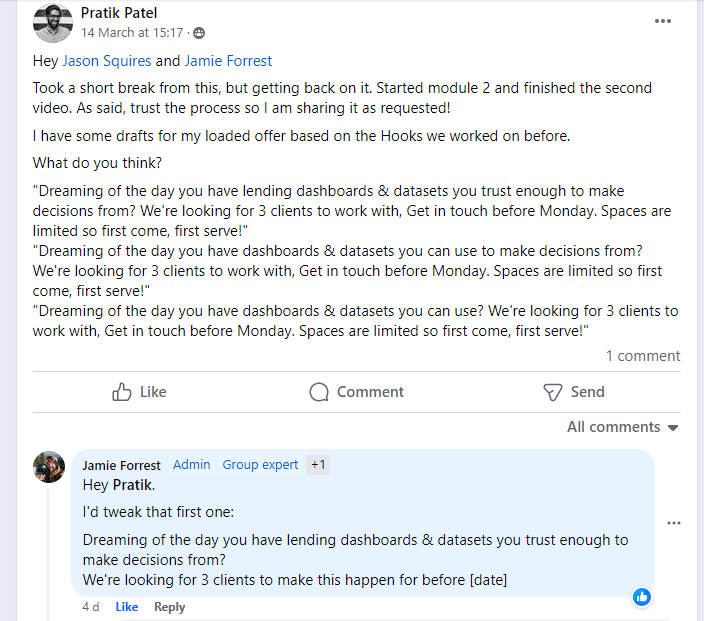 Pratik Patel
14 March at 15:17 ·
Hey Jason Squires and Jamie Forrest
Took a short break from this, but getting back on it. Started module 2 and finished the second
video. As said, trust the process so I am sharing it as requested!
I have some drafts for my loaded offer based on the Hooks we worked on before.
What do you think?
"Dreaming of the day you have lending dashboards & datasets you trust enough to make
decisions from? We're looking for 3 clients to work with, Get in touch before Monday. Spaces are
limited so first come, first serve!"
"Dreaming of the day you have dashboards & datasets you can use to make decisions from?
We're looking for 3 clients to work with, Get in touch before Monday. Spaces are limited so first
come, first serve!"
"Dreaming of the day you have dashboards & datasets you can use? We're looking for 3 clients to
work with, Get in touch before Monday. Spaces are limited so first come, first serve!"
1 comment
Like Comment Send
All comments
Jamie Forrest Admin Group expert +1
Hey Pratik.
I'd tweak that first one:
Dreaming of the day you have lending dashboards & datasets you trust enough to
make decisions from?
We're looking for 3 clients to make this happen for before [date]
4 d Like Reply